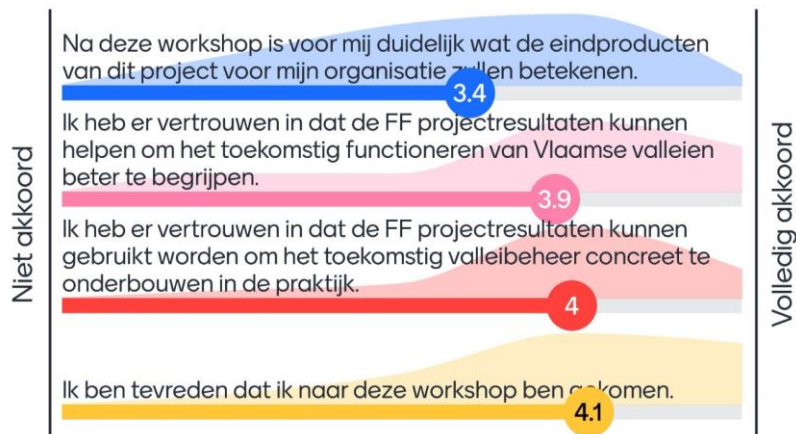 Niet akkoord
Na deze workshop is voor mij duidelijk wat de eindproducten
van dit project voor mijn organisatie zullen betekenen.
3.4
Ik heb er vertrouwen in dat de FF projectresultaten kunnen
helpen om het toekomstig functioneren van Vlaamse valleien
beter te begrijpen.
3.9
Ik heb er vertrouwen in dat de FF projectresultaten kunnen
gebruikt worden om het toekomstig valleibeheer concreet te
onderbouwen in de praktijk.
4
Ik ben tevreden dat ik naar deze workshop ben gekomen.
4.1
Volledig akkoord